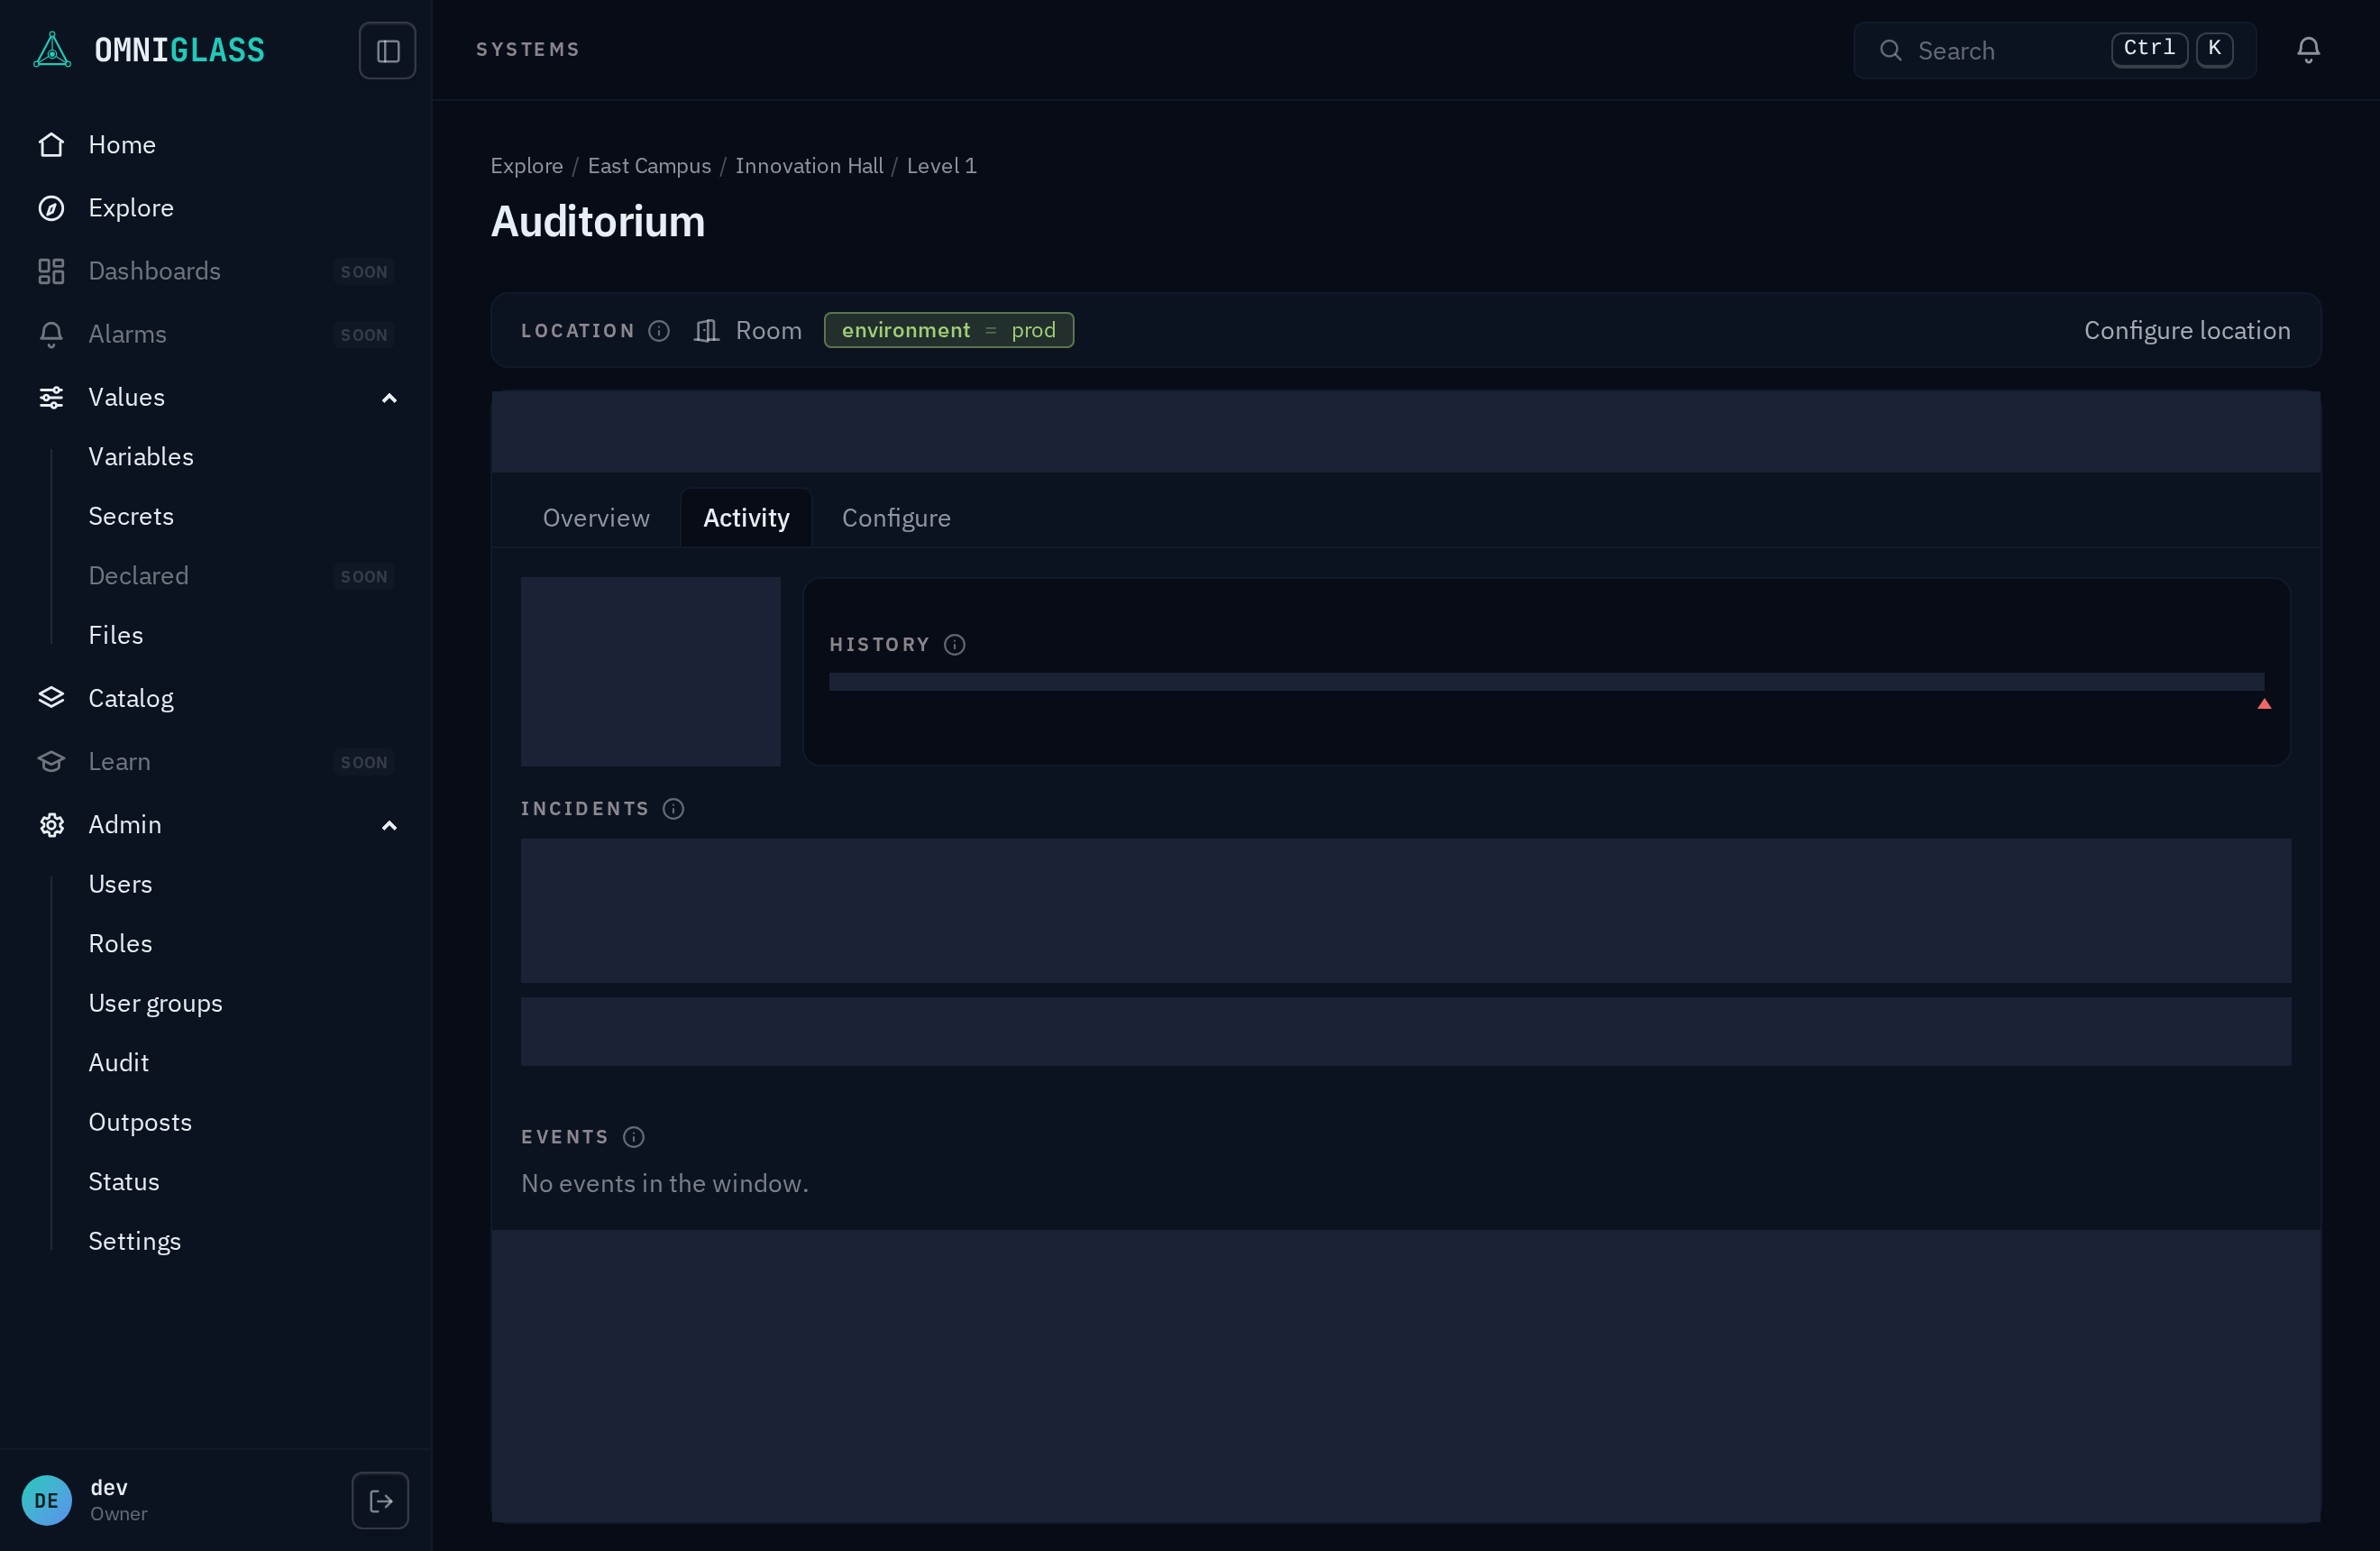 OMNIGLASS
SYSTEMS
Search Ctrl K
Home
Explore
Dashboards SOON
Alarms SOON
Values
Variables
Secrets
Declared SOON
Files
Catalog
Learn SOON
Admin
Users
Roles
User groups
Audit
Outposts
Status
Settings
DE dev
Owner
Explore / East Campus / Innovation Hall / Level 1
Auditorium
LOCATION Room environment = prod Configure location
Overview Activity Configure
HISTORY
INCIDENTS
EVENTS
No events in the window.